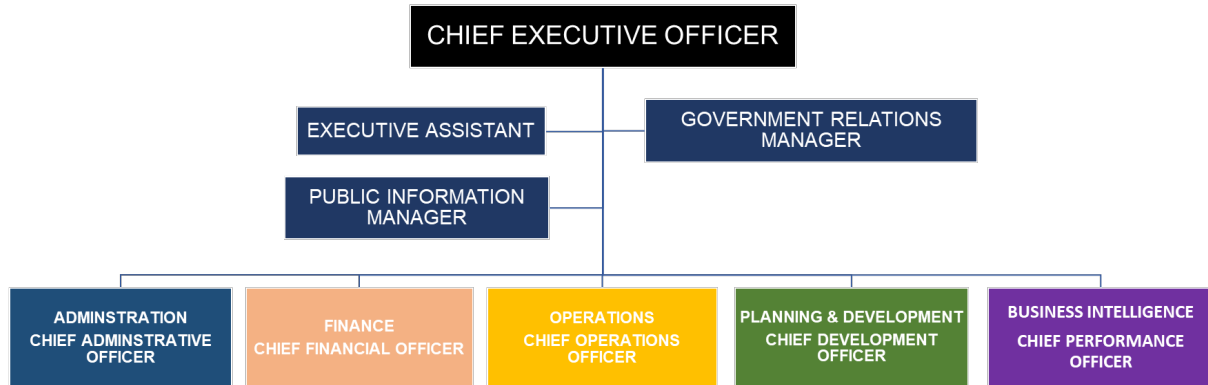 CHIEF EXECUTIVE OFFICER
EXECUTIVE ASSISTANT
GOVERNMENT RELATIONS
MANAGER
PUBLIC INFORMATION
MANAGER
ADMINSTRATION
CHIEF ADMINSTRATIVE
OFFICER
FINANCE
CHIEF FINANCIAL OFFICER
OPERATIONS
CHIEF OPERATIONS
OFFICER
PLANNING & DEVELOPMENT
CHIEF DEVELOPMENT
OFFICER
BUSINESS INTELLIGENCE
CHIEF PERFORMANCE
OFFICER